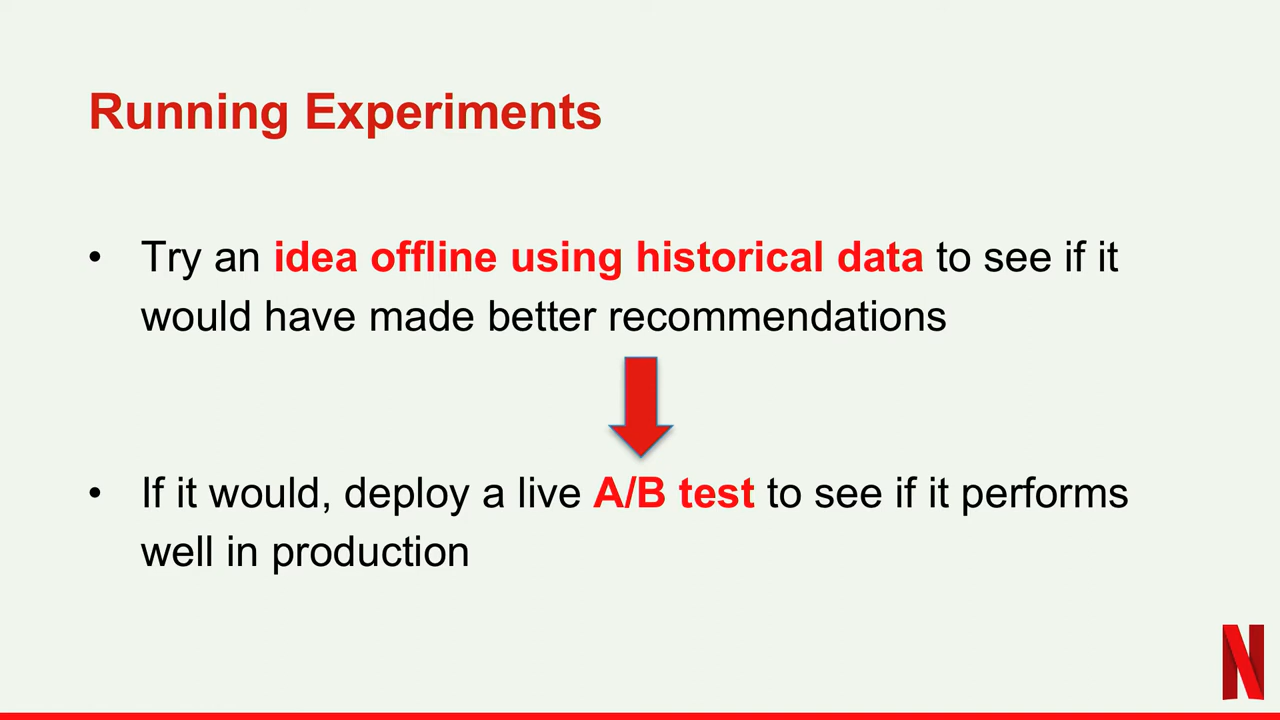 Running Experiments
• Try an idea offline using historical data to see if it
would have made better recommendations
• If it would, deploy a live A/B test to see if it performs
well in production
N